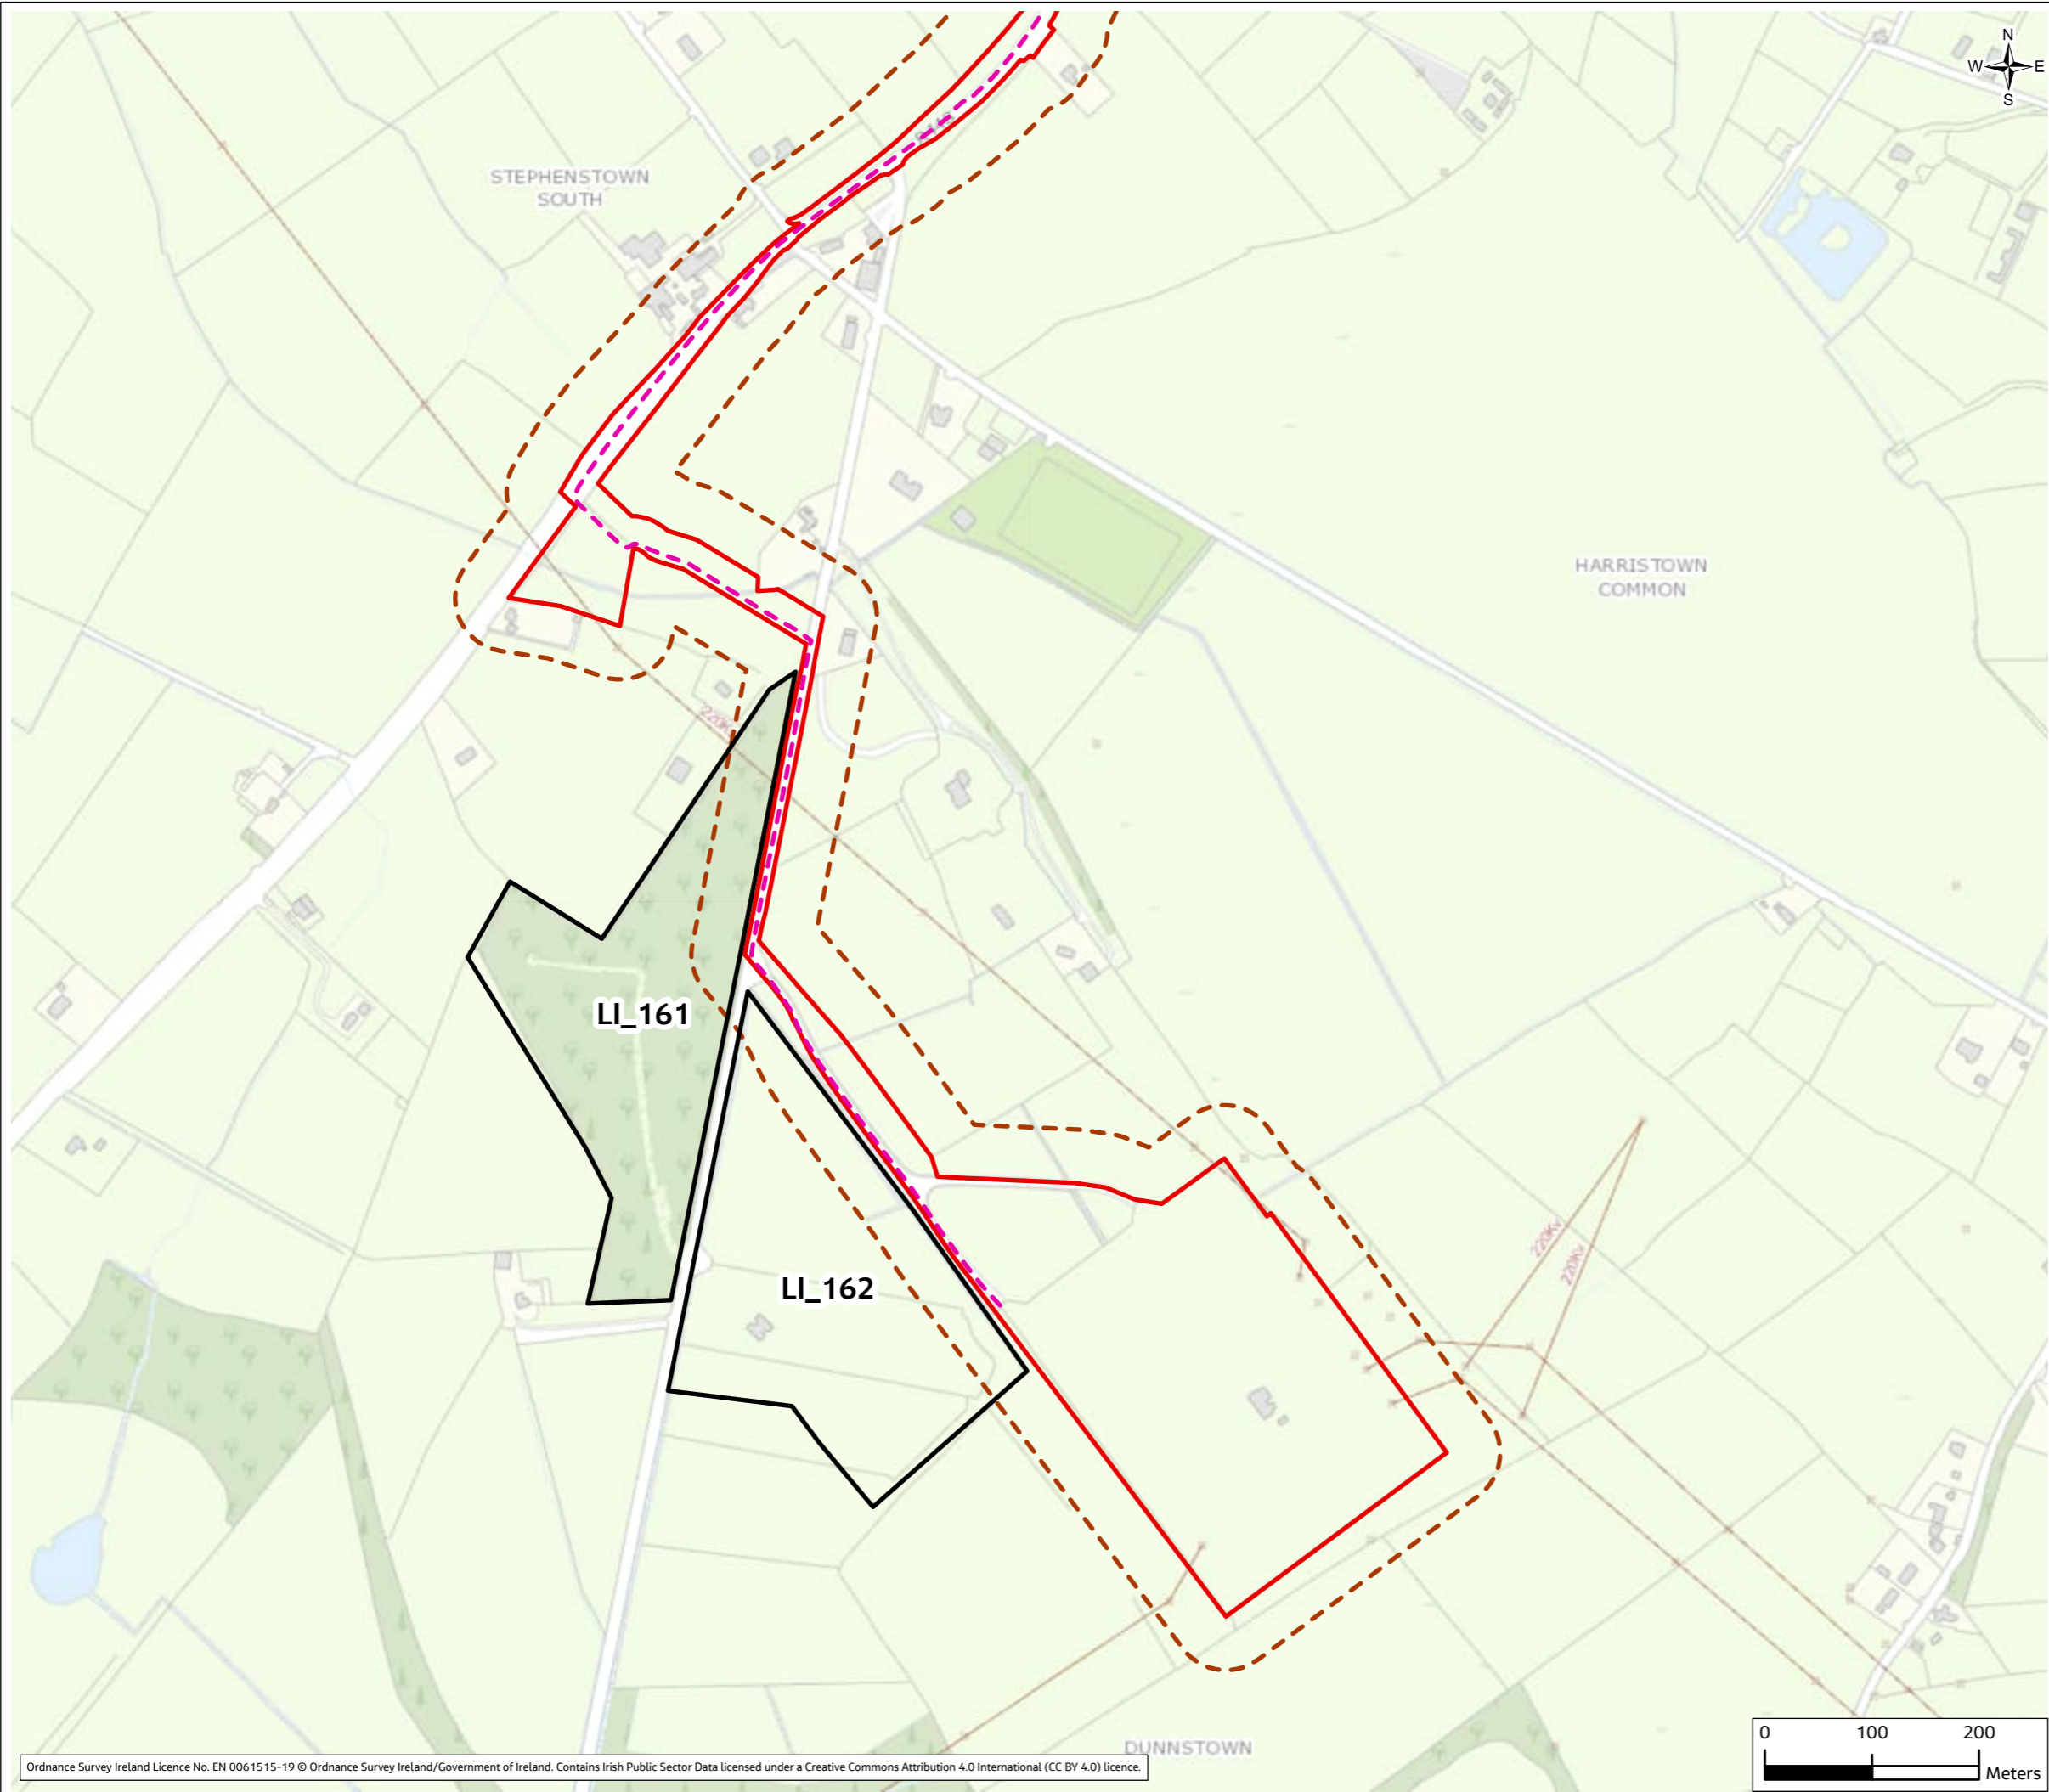 N
W E
S
STEPHENSTOWN
SOUTH
HARRISTOWN
COMMON
220Kv
LI_161
LI_162
220Kv
220Kv
DUNNSTOWN
0 100 200
Meters
Ordnance Survey Ireland Licence No. EN 0061515-19 © Ordnance Survey Ireland/Government of Ireland. Contains Irish Public Sector Data licensed under a Creative Commons Attribution 4.0 International (CC BY 4.0) licence.